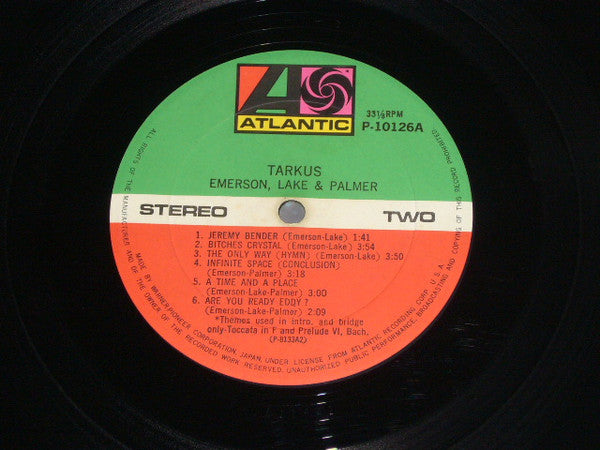 ATLANTIC
33⅓RPM
P-10126A
TARKUS
EMERSON, LAKE & PALMER
STEREO
TWO
1. JEREMY BENDER (Emerson-Lake) 1:41
2. BITCHES CRYSTAL (Emerson-Lake) 3:54
3. THE ONLY WAY (HYMN) (Emerson-Lake) 3:50
4. INFINITE SPACE (CONCLUSION)
(Emerson-Palmer) 3:18
5. A TIME AND A PLACE
(Emerson-Lake-Palmer) 3:00
6. ARE YOU READY EDDY?
(Emerson-Lake-Palmer) 2:09
*Themes used in intro. and bridge
only-Toccata in F and Prelude VI, Bach.
(P-8133A2)
MADE BY WARNER-PIONEER CORPORATION, JAPAN, UNDER LICENSE FROM ATLANTIC RECORDING CORP., U.S.A.
ALL RIGHTS OF THE MANUFACTURER AND OF THE OWNER OF THE RECORDED WORK RESERVED. UNAUTHORIZED PUBLIC PERFORMANCE, BROADCASTING AND COPYING OF THIS RECORD PROHIBITED.